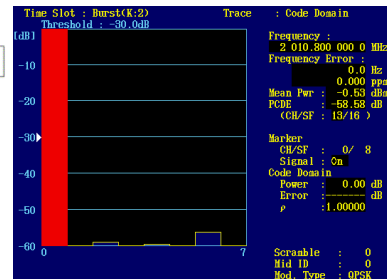 Time Slot : Burst(K:2) Trace : Code Domain
Threshold : -30.0dB
[dB]
-10
-20
-30
-40
-50
-60
0 7
Frequency :
2 010.800 000 0 MHz
Frequency Error :
0.0 Hz
0.000 ppm
Mean Pwr : -0.53 dBm
PCDE : -58.58 dB
(CH/SF : 13/16 )
Marker
CH/SF : 0/ 8
Signal : On
Code Domain
Power : 0.00 dB
Error :------- dB
ρ :1.00000
Scramble : 0
Mid ID : 0
Mod. Type : QPSK